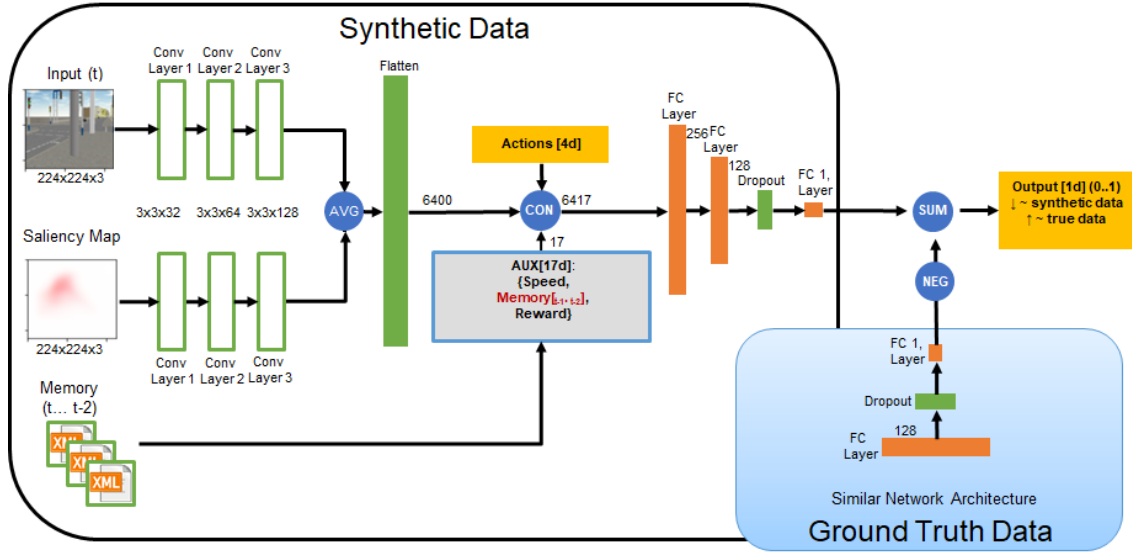 Synthetic Data
Input (t)
224x224x3
Conv
Layer 1
Conv
Layer 2
Conv
Layer 3
3x3x32
3x3x64
3x3x128
Saliency Map
224x224x3
Conv
Layer 1
Conv
Layer 2
Conv
Layer 3
Memory
(t... t-2)
XML
XML
XML
AVG
Flatten
6400
Actions [4d]
CON
6417
17
AUX[17d]:
{Speed,
Memory[t-1, t-2],
Reward}
FC
Layer
256
FC
Layer
128
Dropout
FC 1,
Layer
SUM
Output [1d] (0..1)
↓ ~ synthetic data
↑ ~ true data
NEG
FC 1,
Layer
Dropout
128
FC
Layer
Similar Network Architecture
Ground Truth Data